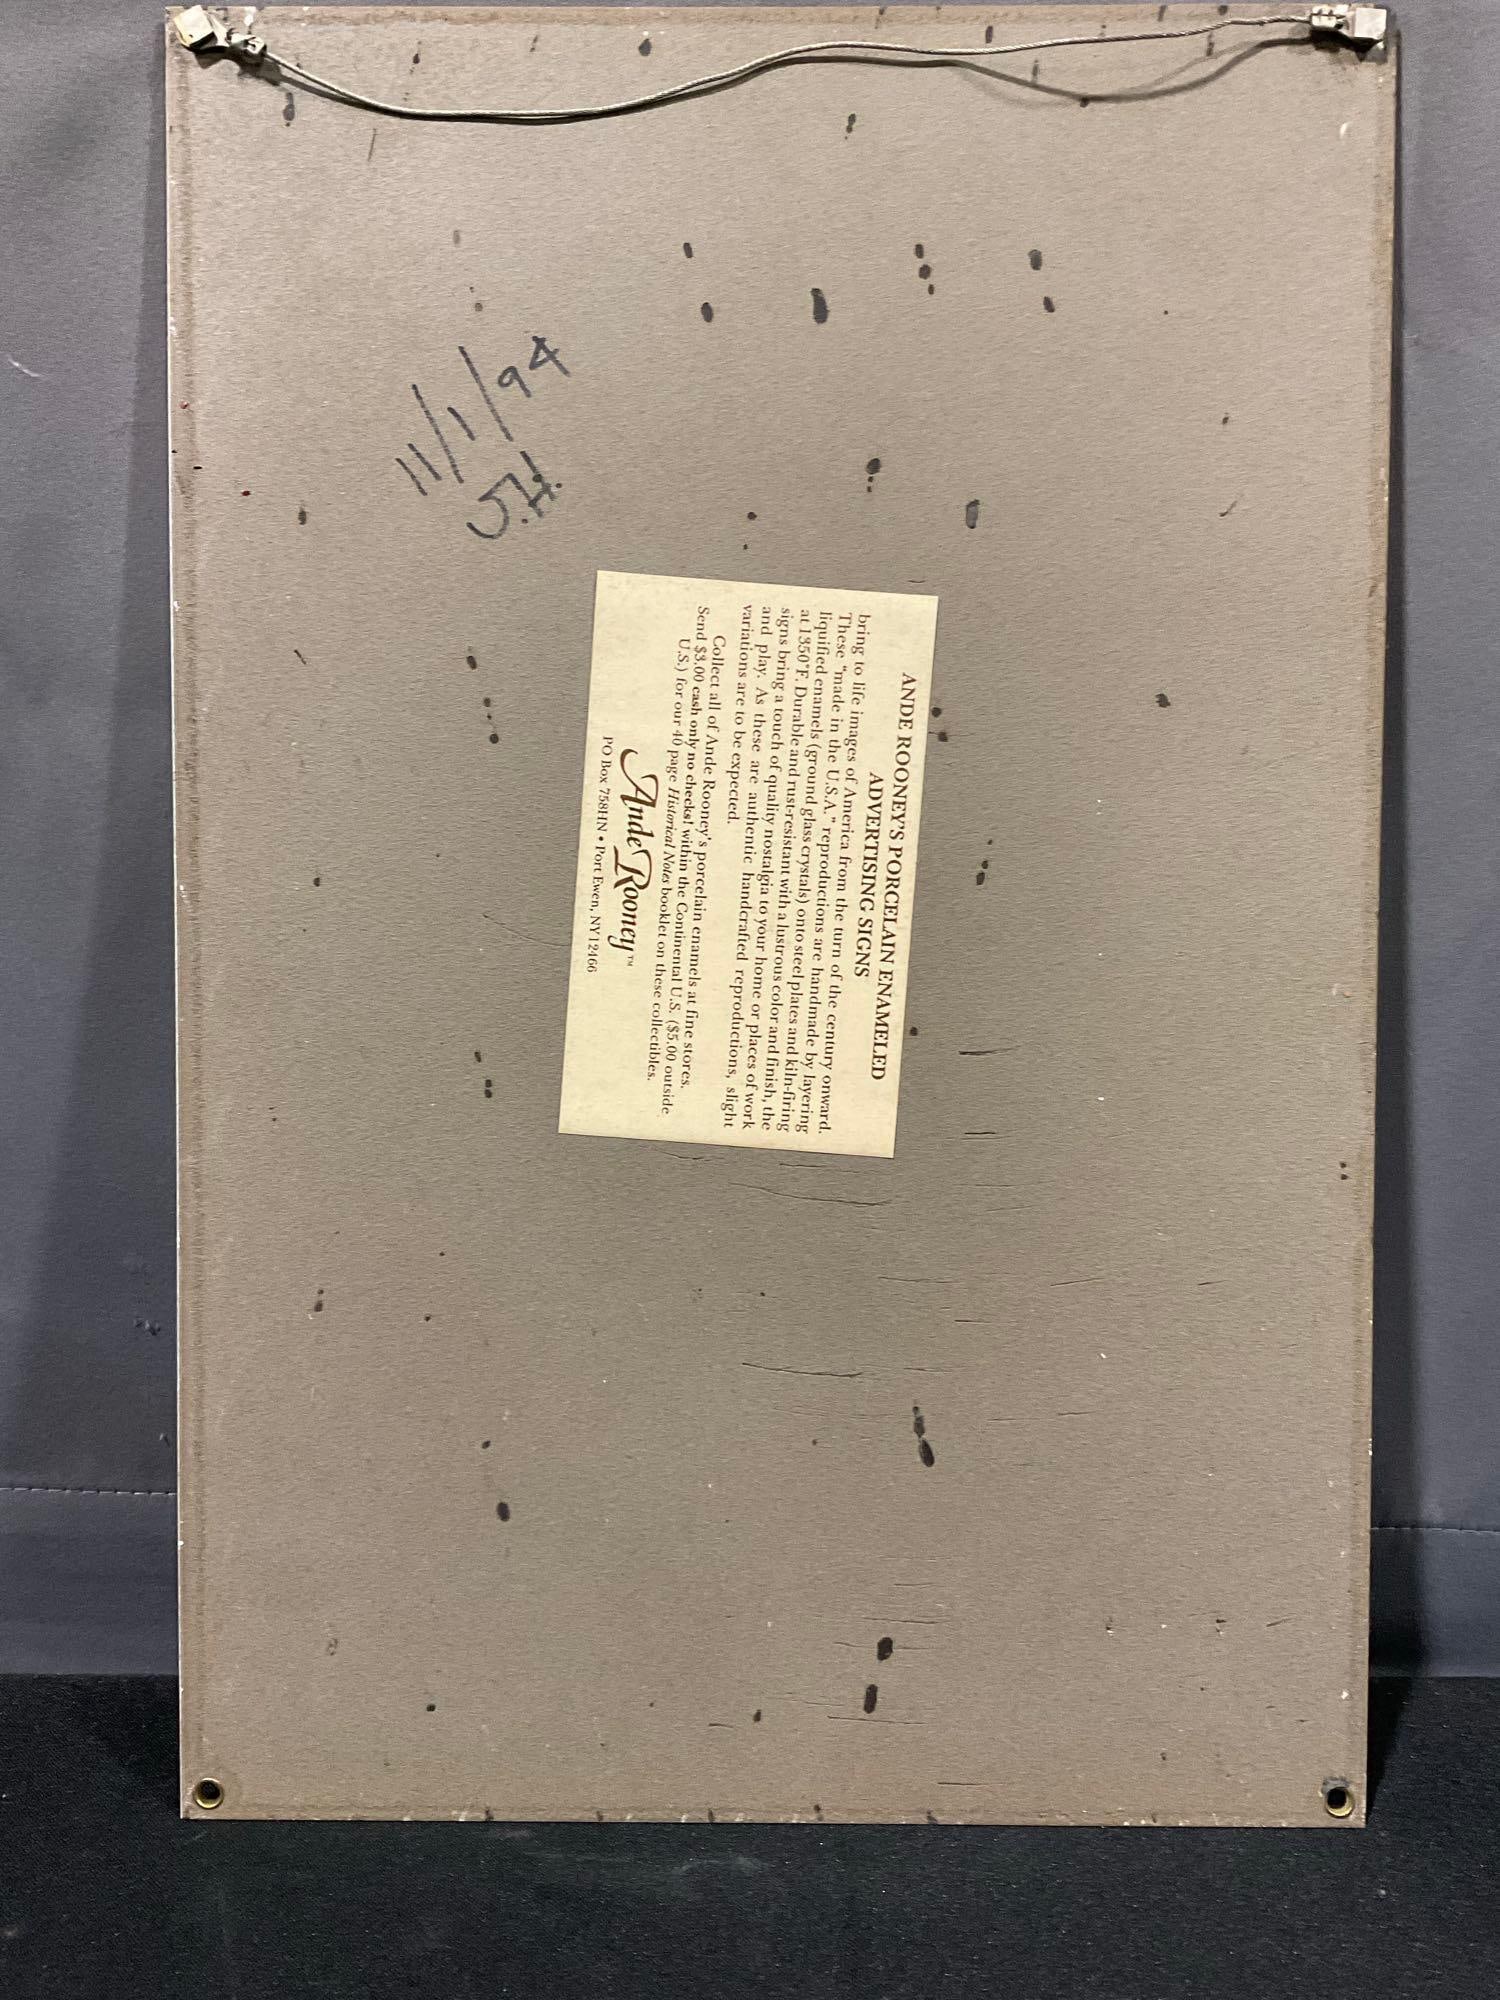 11/1/94
J.H.
ANDE ROONEY'S PORCELAIN ENAMELED
ADVERTISING SIGNS
bring to life images of America from the turn of the century onward.
These "made in the U.S.A." reproductions are handmade by layering
liquified enamels (ground glass crystals) onto steel plates and kiln-firing
at 1350°F. Durable and rust-resistant with a lustrous color and finish, the
signs bring a touch of quality nostalgia to your home or places of work
and play. As these are authentic handcrafted reproductions, slight
variations are to be expected.
Collect all of Ande Rooney's porcelain enamels at fine stores.
Send $3.00 cash only no checks! within the Continental U.S. ($5.00 outside
U.S.) for our 40 page Historical Notes booklet on these collectibles.
Ande Rooney™
PO Box 758HN • Port Ewen, NY 12466